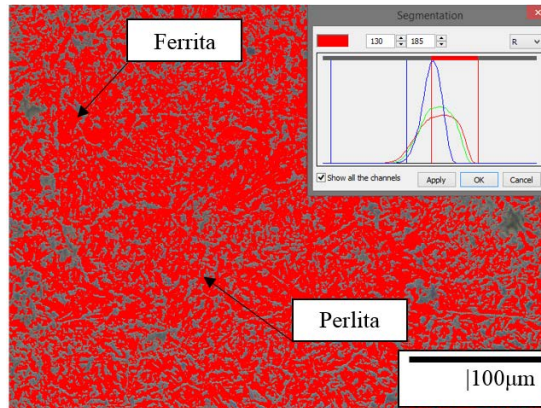 Segmentation
Ferrita
130 185 R
Show all the channels Apply OK Cancel
Perlita
|100μm